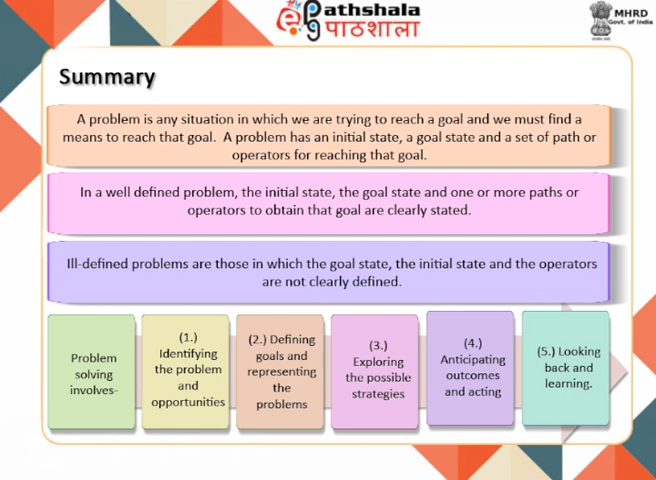 ePathshala
पाठशाला
MHRD
Govt. of India
Summary
A problem is any situation in which we are trying to reach a goal and we must find a
means to reach that goal. A problem has an initial state, a goal state and a set of path or
operators for reaching that goal.
In a well defined problem, the initial state, the goal state and one or more paths or
operators to obtain that goal are clearly stated.
Ill-defined problems are those in which the goal state, the initial state and the operators
are not clearly defined.
Problem
solving
involves-
(1.)
Identifying
the problem
and
opportunities
(2.) Defining
goals and
representing
the
problems
(3.)
Exploring
the possible
strategies
(4.)
Anticipating
outcomes
and acting
(5.) Looking
back and
learning.